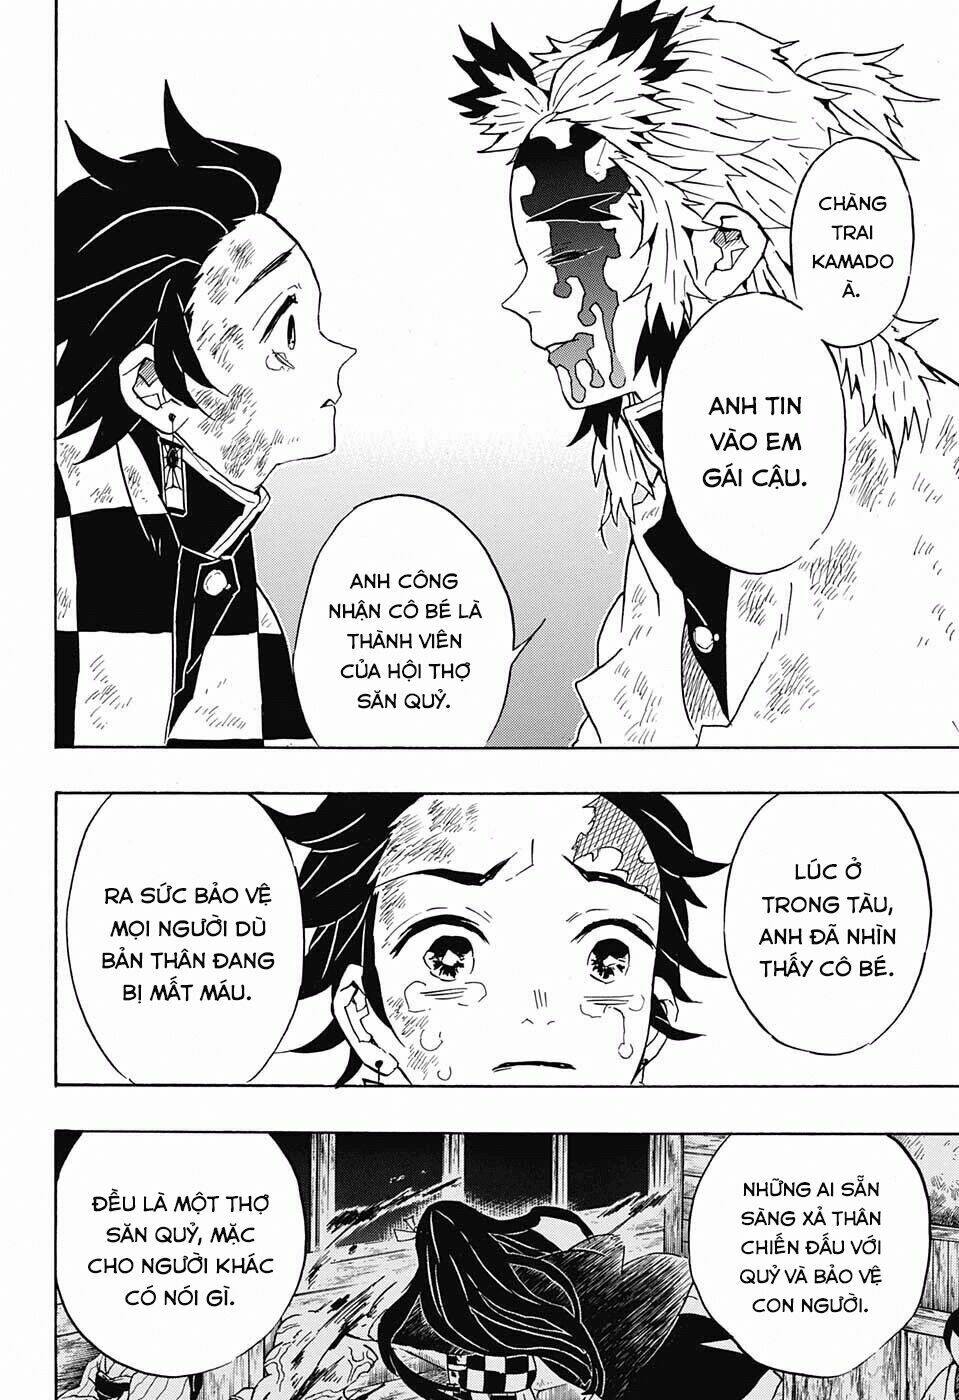 CHÀNG
TRAI
KAMADO
À.
ANH TIN
VÀO EM
GÁI CẬU.
ANH CÔNG
NHẬN CÔ BÉ LÀ
THÀNH VIÊN
CỦA HỘI THỢ
SĂN QUỶ.
LÚC Ở
TRONG TÀU,
ANH ĐÃ NHÌN
THẤY CÔ BÉ.
RA SỨC BẢO VỆ
MỌI NGƯỜI DÙ
BẢN THÂN ĐANG
BỊ MẤT MÁU.
NHỮNG AI SẴN
SÀNG XẢ THÂN
CHIẾN ĐẤU VỚI
QUỶ VÀ BẢO VỆ
CON NGƯỜI.
ĐỀU LÀ MỘT THỢ
SĂN QUỶ, MẶC
CHO NGƯỜI KHÁC
CÓ NÓI GÌ.